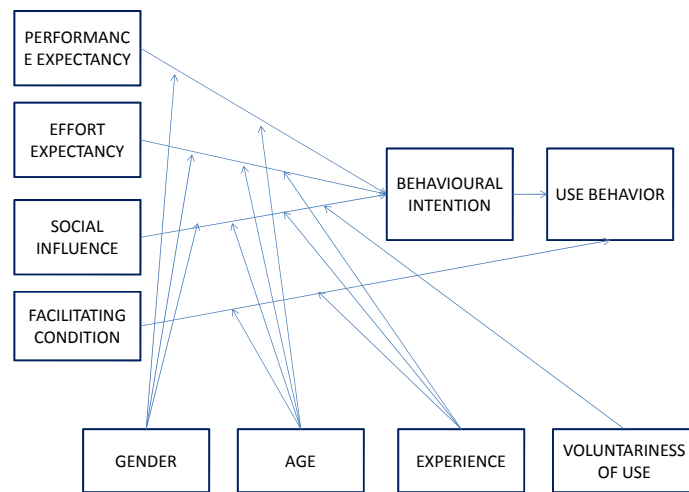 PERFORMANC
E EXPECTANCY
EFFORT
EXPECTANCY
BEHAVIOURAL
INTENTION
USE BEHAVIOR
SOCIAL
INFLUENCE
FACILITATING
CONDITION
GENDER
AGE
EXPERIENCE
VOLUNTARINESS
OF USE